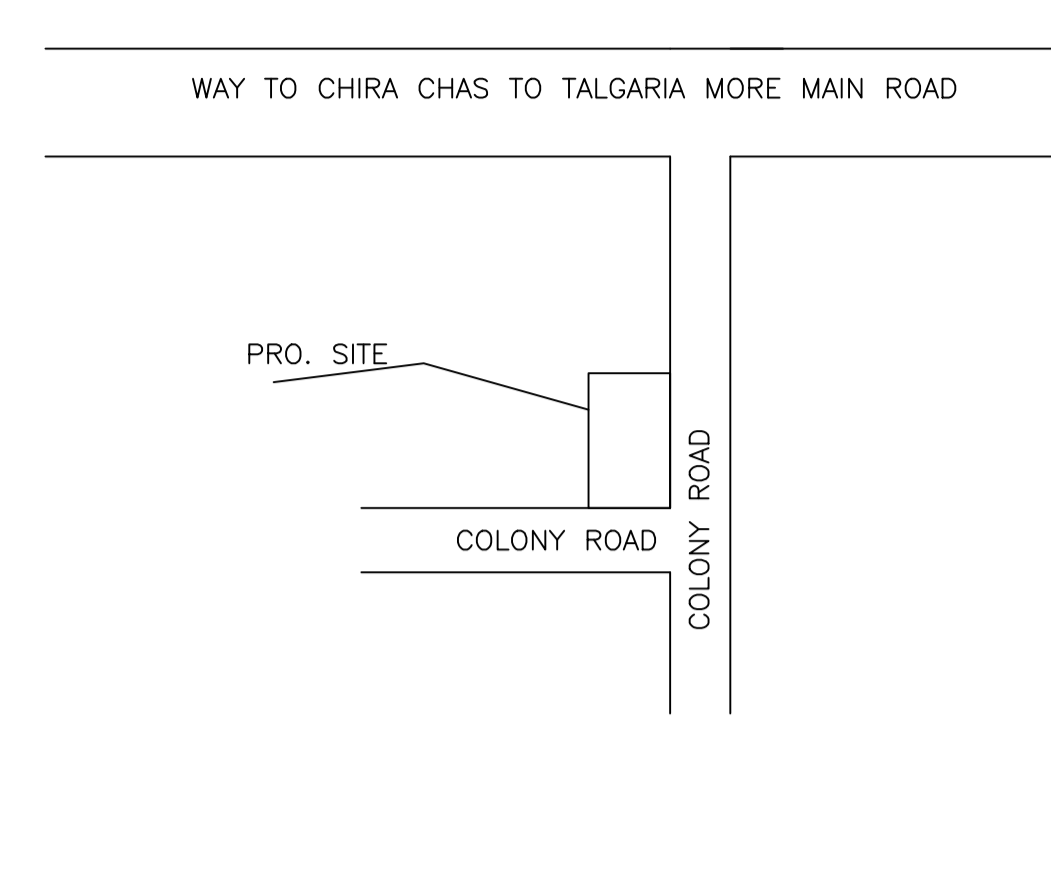 WAY TO CHIRA CHAS TO TALGARIA MORE MAIN ROAD
PRO. SITE
COLONY ROAD
COLONY ROAD